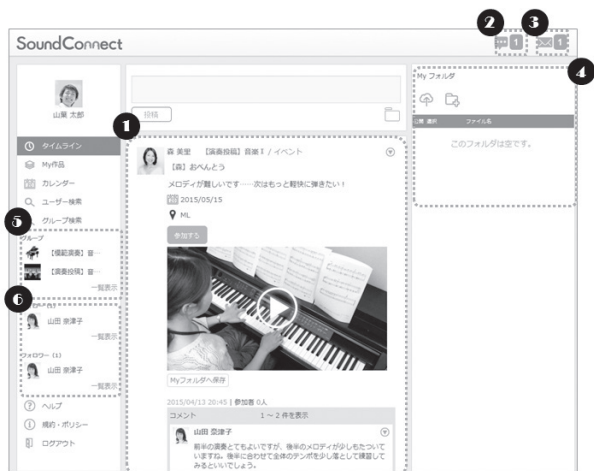 2
3
1
1
SoundConnect
4
My フォルダ
山葉 太郎
投稿
公開 選択 ファイル名
このフォルダは空です。
1
タイムライン
My作品
カレンダー
ユーザー検索
グループ検索
森 美里 【演奏投稿】音楽Ⅰ / イベント
【森】おべんとう
メロディが難しいです……次はもっと軽快に弾きたい！
2015/05/15
ML
参加する
5
グループ
【模範演奏】音…
【演奏投稿】音…
一覧表示
6
(1)
山田 奈津子
一覧表示
フォロワー (1)
山田 奈津子
一覧表示
ヘルプ
規約・ポリシー
ログアウト
Myフォルダへ保存
2015/04/13 20:45 | 参加者 0人
コメント 1 ～ 2 件を表示
山田 奈津子
前半の演奏とてもよいですが、後半のメロディが少しもたついて
いますね。後半に合わせて全体のテンポを少し落として練習して
みるといいでしょう。